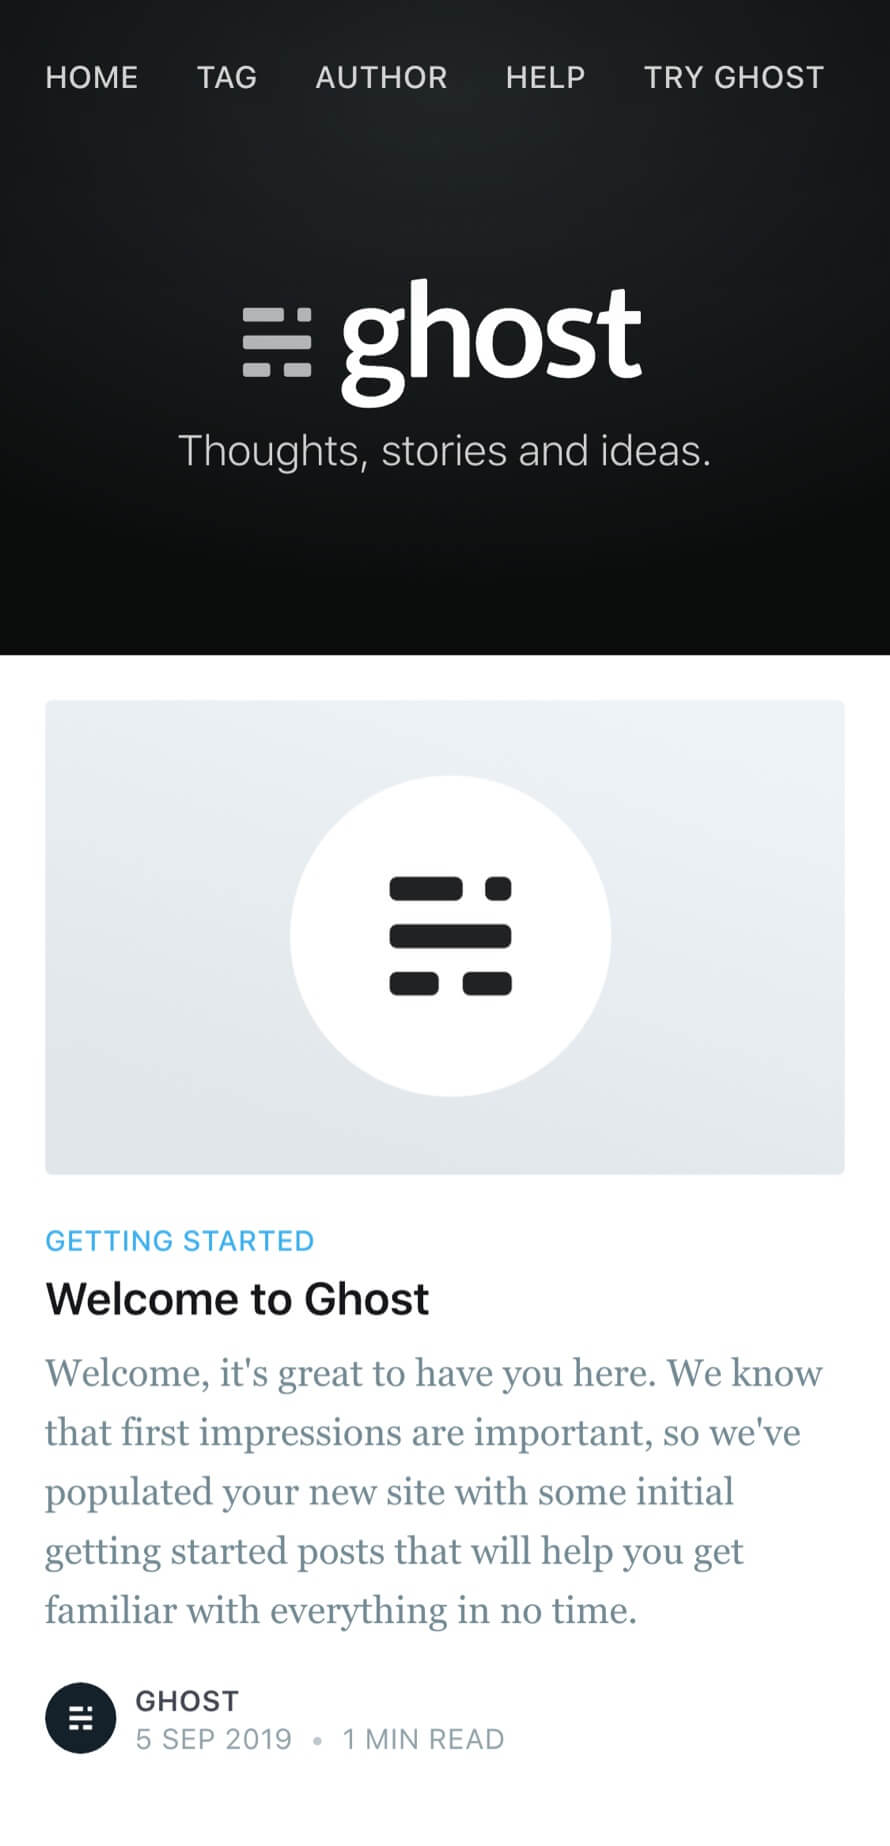 HOME TAG AUTHOR HELP TRY GHOST
ghost
Thoughts, stories and ideas.
GETTING STARTED
Welcome to Ghost
Welcome, it's great to have you here. We know
that first impressions are important, so we've
populated your new site with some initial
getting started posts that will help you get
familiar with everything in no time.
GHOST
5 SEP 2019 • 1 MIN READ